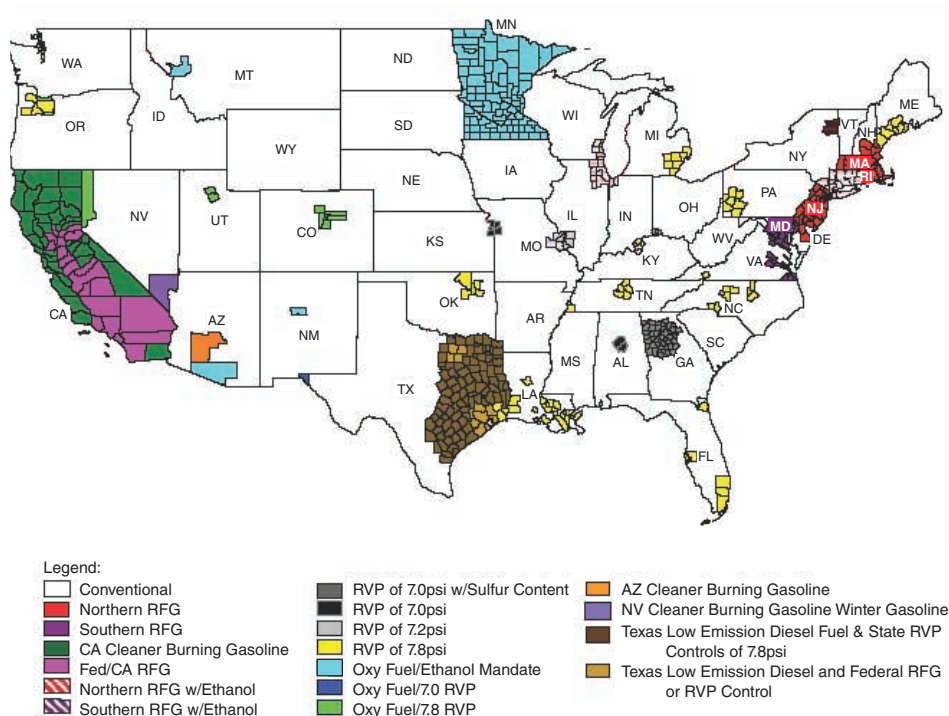 MN
WA
MT
ND
ME
VT
NH
OR
ID
WI
MI
SD
MA
NY
RI
WY
IA
NE
PA
NJ
NV
UT
CO
IL
IN
OH
MD
DE
KS
MO
WV
VA
KY
CA
OK
TN
NC
AZ
NM
AR
SC
MS
AL
GA
TX
LA
FL
Legend:
Conventional
Northern RFG
Southern RFG
CA Cleaner Burning Gasoline
Fed/CA RFG
Northern RFG w/Ethanol
Southern RFG w/Ethanol
RVP of 7.0psi w/Sulfur Content
RVP of 7.0psi
RVP of 7.2psi
RVP of 7.8psi
Oxy Fuel/Ethanol Mandate
Oxy Fuel/7.0 RVP
Oxy Fuel/7.8 RVP
AZ Cleaner Burning Gasoline
NV Cleaner Burning Gasoline Winter Gasoline
Texas Low Emission Diesel Fuel & State RVP
Controls of 7.8psi
Texas Low Emission Diesel and Federal RFG
or RVP Control